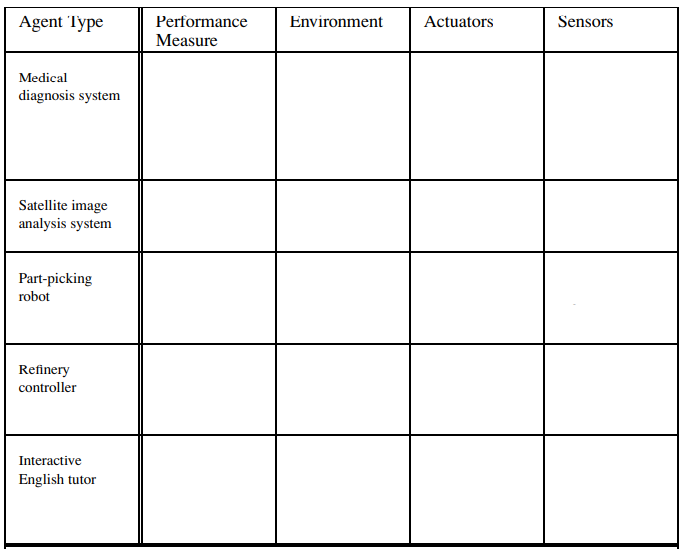 Agent Type
Performance
Measure
Environment
Actuators
Sensors
Medical
diagnosis system
Satellite image
analysis system
Part-picking
robot
Refinery
controller
Interactive
English tutor